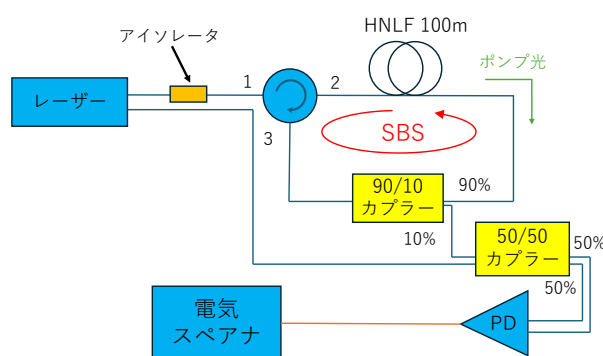 HNLF 100m
アイソレータ
ポンプ光
レーザー
1
2
SBS
3
90/10
カプラー
90%
10%
50/50
カプラー
50%
50%
電気
スペアナ
PD